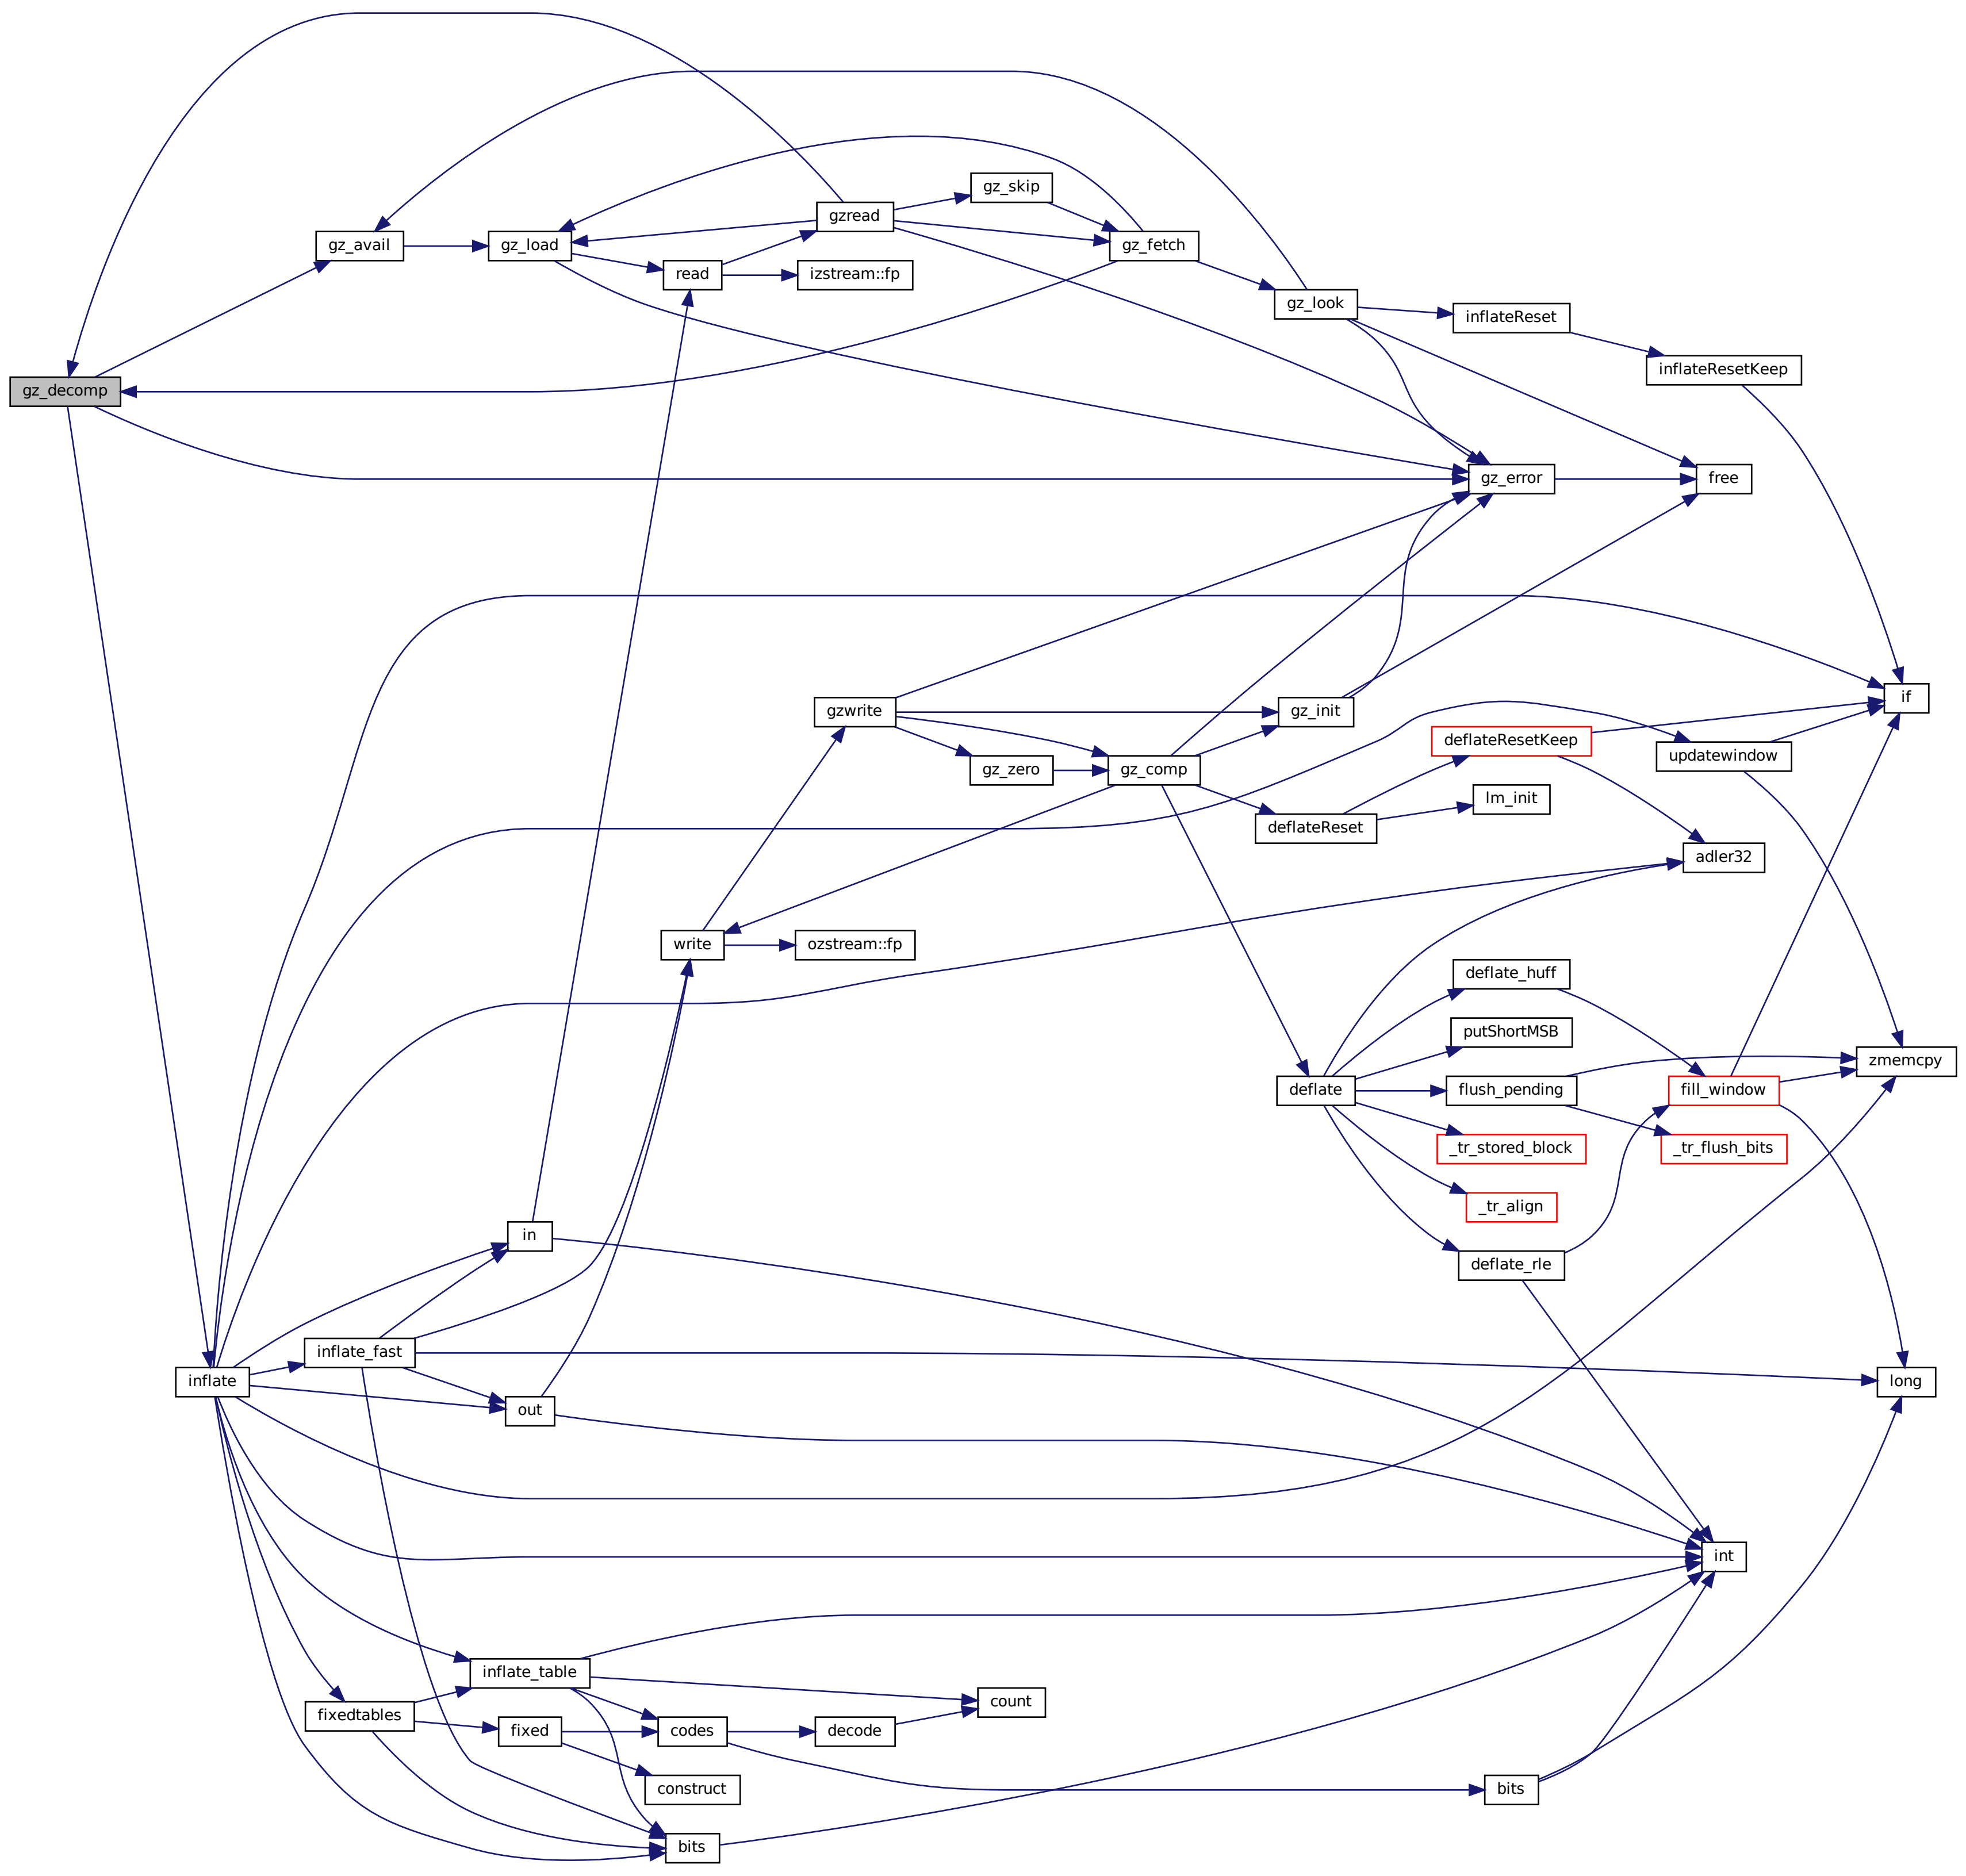 gz_skip
gzread
gz_avail
gz_load
gz_fetch
read
izstream::fp
gz_look
inflateReset
inflateResetKeep
gz_decomp
gz_error
free
if
gzwrite
gz_init
deflateResetKeep
updatewindow
gz_zero
gz_comp
lm_init
deflateReset
adler32
write
ozstream::fp
deflate_huff
putShortMSB
zmemcpy
deflate
flush_pending
fill_window
_tr_stored_block
_tr_flush_bits
_tr_align
in
deflate_rle
inflate_fast
inflate
long
out
int
inflate_table
count
fixedtables
fixed
codes
decode
construct
bits
bits